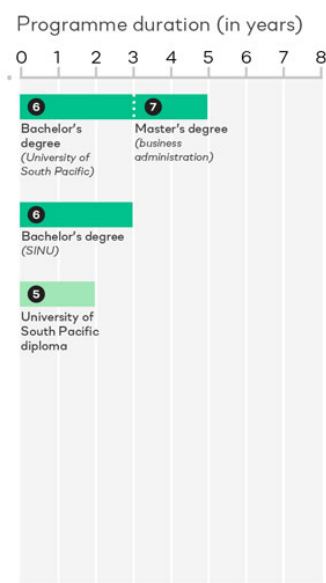 Programme duration (in years)
0 1 2 3 4 5 6 7 8
6 7
Bachelor's
degree
(University of
South Pacific)
Master's degree
(business
administration)
6
Bachelor's degree
(SINU)
5
University of
South Pacific
diploma